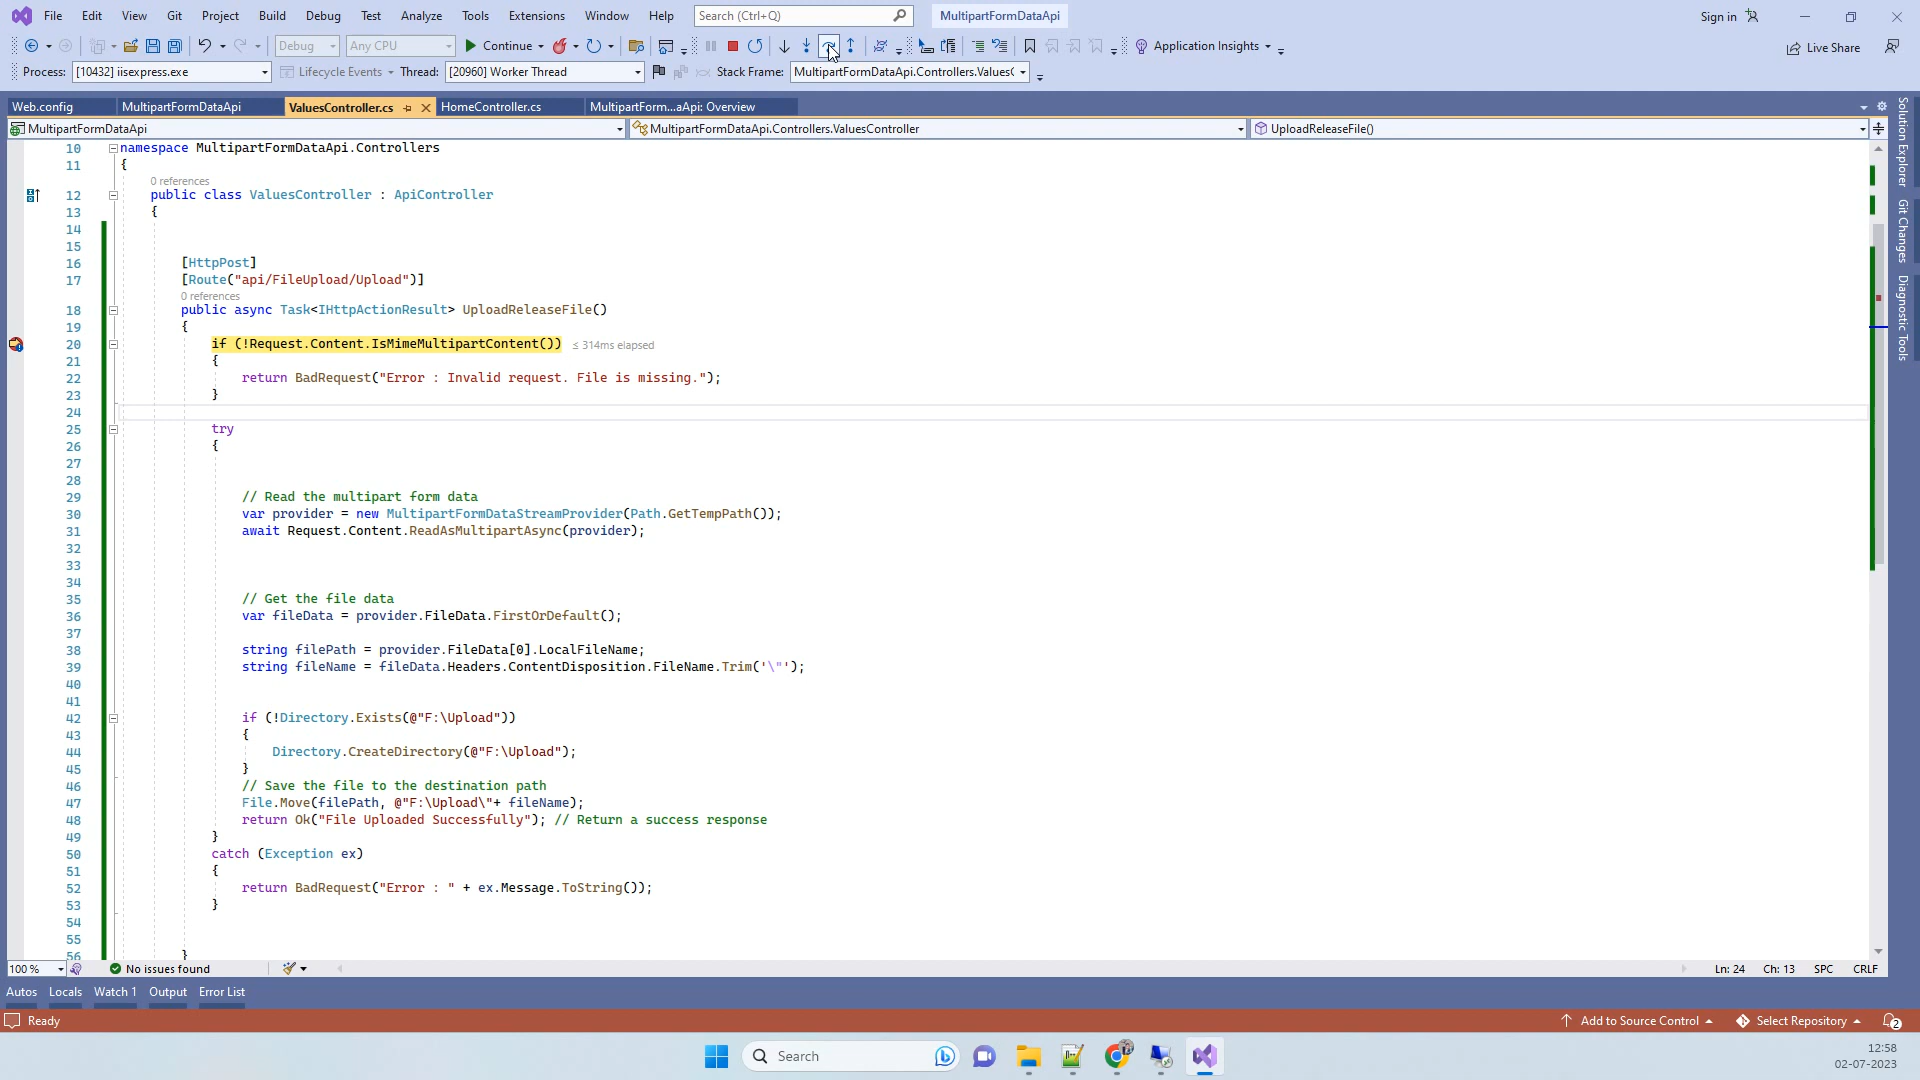 File Edit View Git Project Build Debug Test Analyze Tools Extensions Window Help Search (Ctrl+Q) MultipartFormDataApi Sign in
Debug Any CPU Continue Application Insights Live Share
Process: [10432] iisexpress.exe Lifecycle Events Thread: [20960] Worker Thread Stack Frame: MultipartFormDataApi.Controllers.Values(
Web.config MultipartFormDataApi ValuesController.cs HomeController.cs MultipartForm...aApi: Overview
MultipartFormDataApi MultipartFormDataApi.Controllers.ValuesController UploadReleaseFile()
Solution Explorer
Git Changes
Diagnostic Tools
10 namespace MultipartFormDataApi.Controllers
11 {
0 references
12 public class ValuesController : ApiController
13 {
14
15
16 [HttpPost]
17 [Route("api/FileUpload/Upload")]
0 references
18 public async Task<IHttpActionResult> UploadReleaseFile()
19 {
20 if (!Request.Content.IsMimeMultipartContent()) ≤ 314ms elapsed
21 {
22 return BadRequest("Error : Invalid request. File is missing.");
23 }
24
25 try
26 {
27
28
29 // Read the multipart form data
30 var provider = new MultipartFormDataStreamProvider(Path.GetTempPath());
31 await Request.Content.ReadAsMultipartAsync(provider);
32
33
34
35 // Get the file data
36 var fileData = provider.FileData.FirstOrDefault();
37
38 string filePath = provider.FileData[0].LocalFileName;
39 string fileName = fileData.Headers.ContentDisposition.FileName.Trim('\"');
40
41
42 if (!Directory.Exists(@"F:\Upload"))
43 {
44 Directory.CreateDirectory(@"F:\Upload");
45 }
46 // Save the file to the destination path
47 File.Move(filePath, @"F:\Upload\"+ fileName);
48 return Ok("File Uploaded Successfully"); // Return a success response
49 }
50 catch (Exception ex)
51 {
52 return BadRequest("Error : " + ex.Message.ToString());
53 }
54
55
56 }
100 % No issues found Ln: 24 Ch: 13 SPC CRLF
Autos Locals Watch 1 Output Error List
Ready Add to Source Control Select Repository 2
Search
12:58
02-07-2023